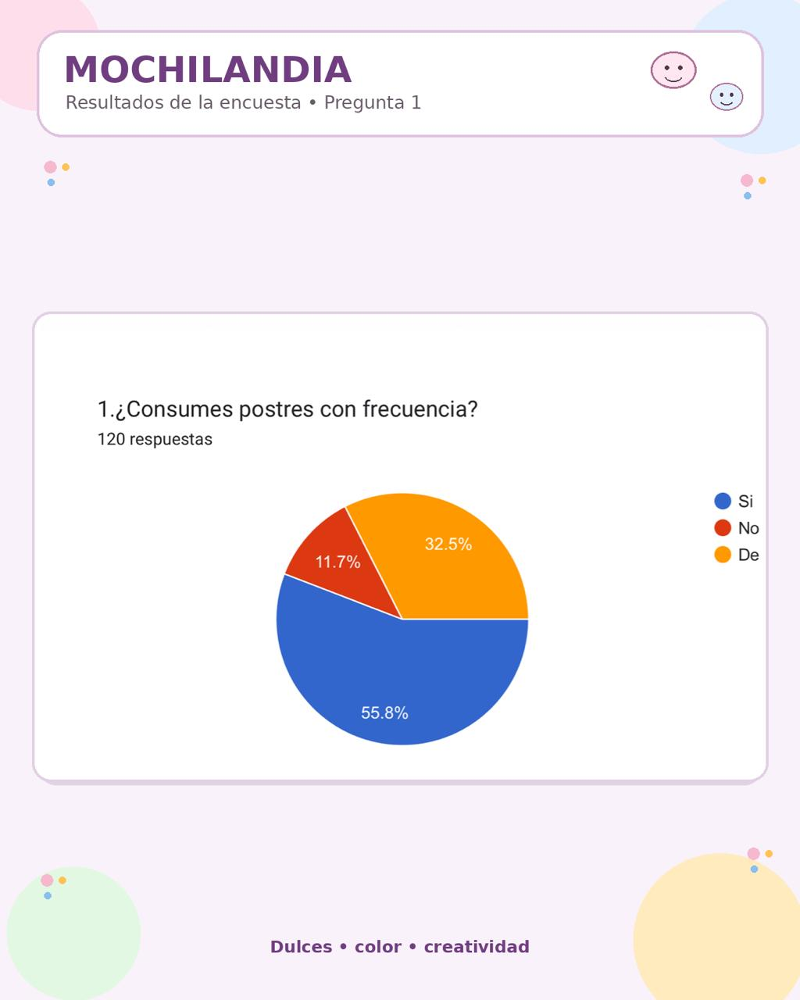 MOCHILANDIA
Resultados de la encuesta • Pregunta 1
1.¿Consumes postres con frecuencia?
120 respuestas
Si
No
De
32.5%
11.7%
55.8%
Dulces • color • creatividad